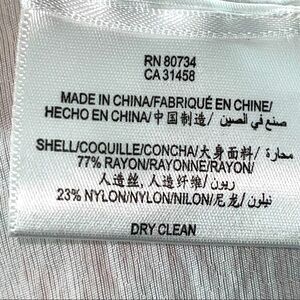 RN 80734
CA 31458
MADE IN CHINA/FABRIQUÉ EN CHINE/
HECHO EN CHINA/中国制造/ صنع في الصين
SHELL/COQUILLE/CONCHA/大身面料/ محارة/
77% RAYON/RAYONNE/RAYON/
人造丝, 人造纤维/ ريون/
23% NYLON/NYLON/NILON/尼龙/ نيلون/
DRY CLEAN